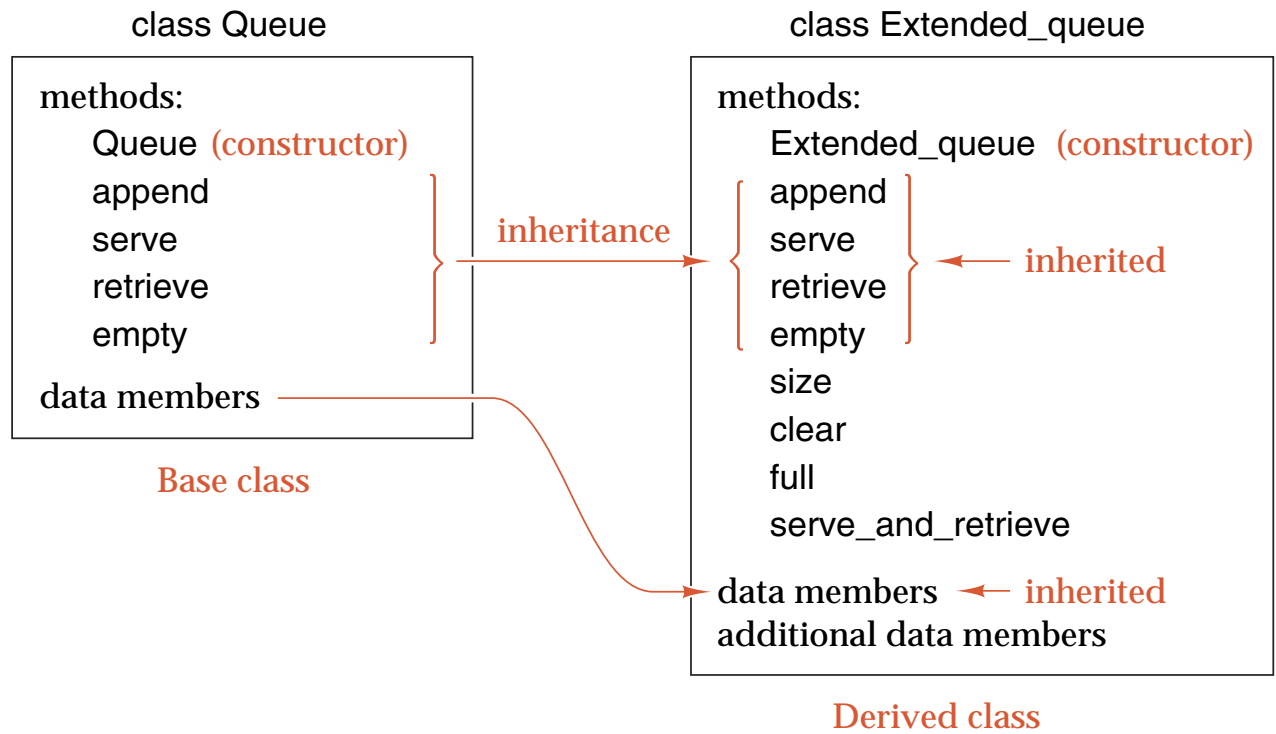 class Queue
methods:
Queue (constructor)
append
serve
retrieve
empty
data members
Base class
inheritance
class Extended_queue
methods:
Extended_queue (constructor)
append
serve
retrieve
empty
inherited
size
clear
full
serve_and_retrieve
data members
inherited
additional data members
Derived class